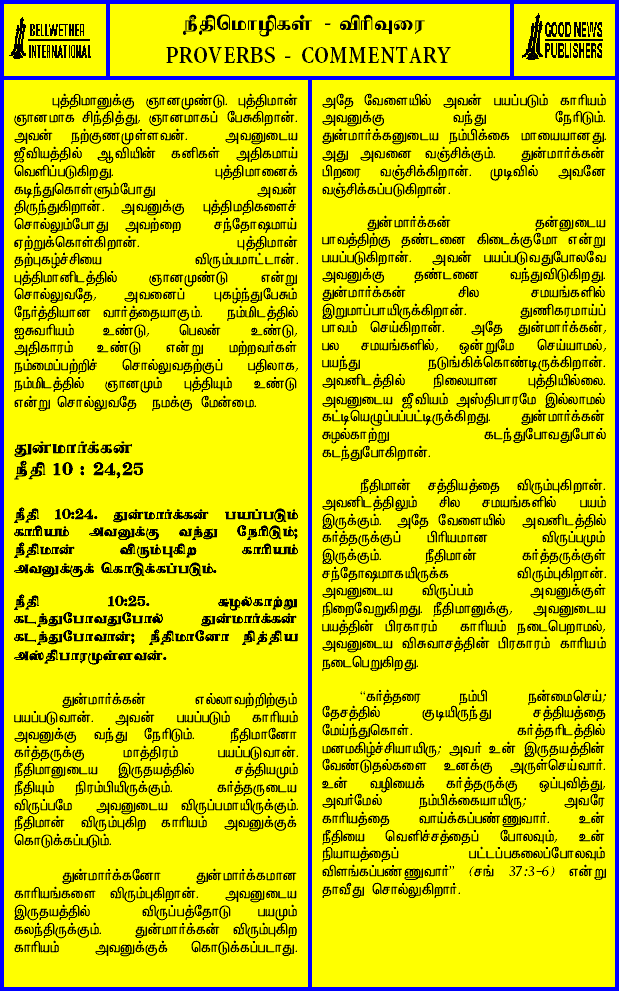 BELLWETHER
INTERNATIONAL
நீதிமொழிகள் - விரிவுரை
PROVERBS - COMMENTARY
GOOD NEWS
PUBLISHERS
புத்திமானுக்கு ஞானமுண்டு. புத்திமான்
ஞானமாக சிந்தித்து, ஞானமாகப் பேசுகிறான்.
அவன் நற்குணமுள்ளவன். அவனுடைய
ஜீவியத்தில் ஆவியின் கனிகள் அதிகமாய்
வெளிப்படுகிறது. புத்திமானைக்
கடிந்துகொள்ளும்போது அவன்
திருந்துகிறான். அவனுக்கு புத்திமதிகளைச்
சொல்லும்போது அவற்றை சந்தோஷமாய்
ஏற்றுக்கொள்கிறான். புத்திமான்
தற்புகழ்ச்சியை விரும்பமாட்டான்.
புத்திமானிடத்தில் ஞானமுண்டு என்று
சொல்லுவதே, அவனைப் புகழ்ந்துபேசும்
நேர்த்தியான வார்த்தையாகும். நம்மிடத்தில்
ஐசுவரியம் உண்டு, பெலன் உண்டு,
அதிகாரம் உண்டு என்று மற்றவர்கள்
நம்மைப்பற்றிச் சொல்லுவதற்குப் பதிலாக,
நம்மிடத்தில் ஞானமும் புத்தியும் உண்டு
என்று சொல்லுவதே நமக்கு மேன்மை.
துன்மார்க்கன்
நீதி 10 : 24,25
நீதி 10:24. துன்மார்க்கன் பயப்படும்
காரியம் அவனுக்கு வந்து நேரிடும்;
நீதிமான் விரும்புகிற காரியம்
அவனுக்குக் கொடுக்கப்படும்.
நீதி 10:25. சுழல்காற்று
கடந்துபோவதுபோல் துன்மார்க்கன்
கடந்துபோவான்; நீதிமானோ நித்திய
அஸ்திபாரமுள்ளவன்.
துன்மார்க்கன் எல்லாவற்றிற்கும்
பயப்படுவான். அவன் பயப்படும் காரியம்
அவனுக்கு வந்து நேரிடும். நீதிமானோ
கர்த்தருக்கு மாத்திரம் பயப்படுவான்.
நீதிமானுடைய இருதயத்தில் சத்தியமும்
நீதியும் நிரம்பியிருக்கும். கர்த்தருடைய
விருப்பமே அவனுடைய விருப்பமாயிருக்கும்.
நீதிமான் விரும்புகிற காரியம் அவனுக்குக்
கொடுக்கப்படும்.
துன்மார்க்கனோ துன்மார்க்கமான
காரியங்களை விரும்புகிறான். அவனுடைய
இருதயத்தில் விருப்பத்தோடு பயமும்
கலந்திருக்கும். துன்மார்க்கன் விரும்புகிற
காரியம் அவனுக்குக் கொடுக்கப்படாது.
அதே வேளையில் அவன் பயப்படும் காரியம்
அவனுக்கு வந்து நேரிடும்.
துன்மார்க்கனுடைய நம்பிக்கை மாயையானது.
அது அவனை வஞ்சிக்கும். துன்மார்க்கன்
பிறரை வஞ்சிக்கிறான். முடிவில் அவனே
வஞ்சிக்கப்படுகிறான்.
துன்மார்க்கன் தன்னுடைய
பாவத்திற்கு தண்டனை கிடைக்குமோ என்று
பயப்படுகிறான். அவன் பயப்படுவதுபோலவே
அவனுக்கு தண்டனை வந்துவிடுகிறது.
துன்மார்க்கன் சில சமயங்களில்
இறுமாப்பாயிருக்கிறான். துணிகரமாய்ப்
பாவம் செய்கிறான். அதே துன்மார்க்கன்,
பல சமயங்களில், ஒன்றுமே செய்யாமல்,
பயந்து நடுங்கிக்கொண்டிருக்கிறான்.
அவனிடத்தில் நிலையான புத்தியில்லை.
அவனுடைய ஜீவியம் அஸ்திபாரமே இல்லாமல்
கட்டியெழுப்பப்பட்டிருக்கிறது. துன்மார்க்கன்
சுழல்காற்று கடந்துபோவதுபோல்
கடந்துபோகிறான்.
நீதிமான் சத்தியத்தை விரும்புகிறான்.
அவனிடத்திலும் சில சமயங்களில் பயம்
இருக்கும். அதே வேளையில் அவனிடத்தில்
கர்த்தருக்குப் பிரியமான விருப்பமும்
இருக்கும். நீதிமான் கர்த்தருக்குள்
சந்தோஷமாகயிருக்க விரும்புகிறான்.
அவனுடைய விருப்பம் அவனுக்குள்
நிறைவேறுகிறது. நீதிமானுக்கு, அவனுடைய
பயத்தின் பிரகாரம் காரியம் நடைபெறாமல்,
அவனுடைய விசுவாசத்தின் பிரகாரம் காரியம்
நடைபெறுகிறது.
“கர்த்தரை நம்பி நன்மைசெய்;
தேசத்தில் குடியிருந்து சத்தியத்தை
மேய்ந்துகொள். கர்த்தரிடத்தில்
மனமகிழ்ச்சியாயிரு; அவர் உன் இருதயத்தின்
வேண்டுதல்களை உனக்கு அருள்செய்வார்.
உன் வழியைக் கர்த்தருக்கு ஒப்புவித்து,
அவர்மேல் நம்பிக்கையாயிரு; அவரே
காரியத்தை வாய்க்கப்பண்ணுவார். உன்
நீதியை வெளிச்சத்தைப் போலவும், உன்
நியாயத்தைப் பட்டப்பகலைப்போலவும்
விளங்கப்பண்ணுவார்” (சங் 37:3-6) என்று
தாவீது சொல்லுகிறார்.